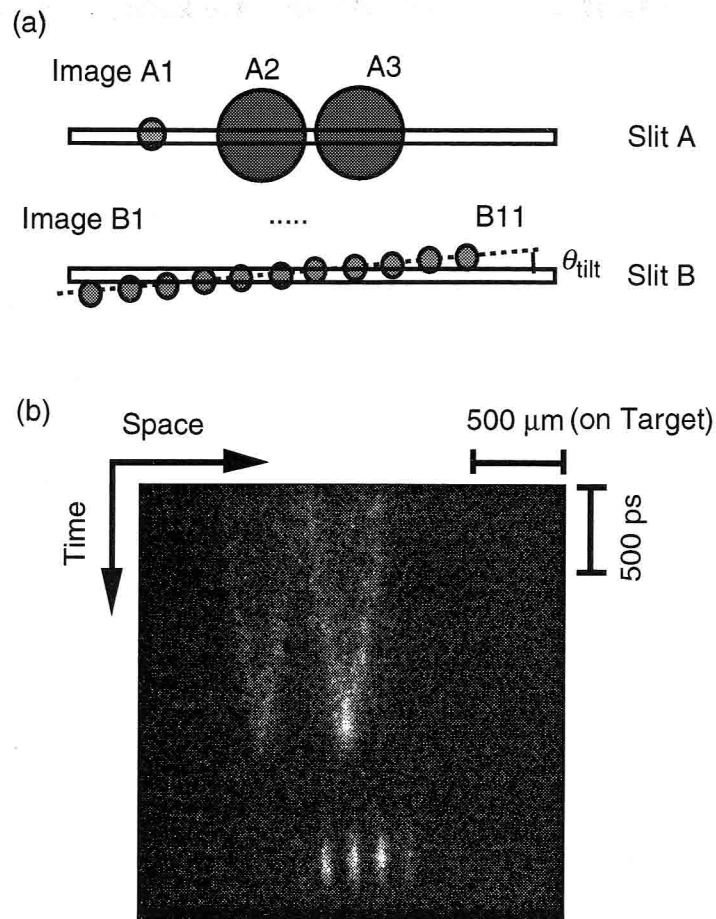 (a)
Image A1 A2 A3
Slit A
Image B1 ..... B11
θtilt Slit B
(b)
Space 500 μm (on Target)
Time
500 ps